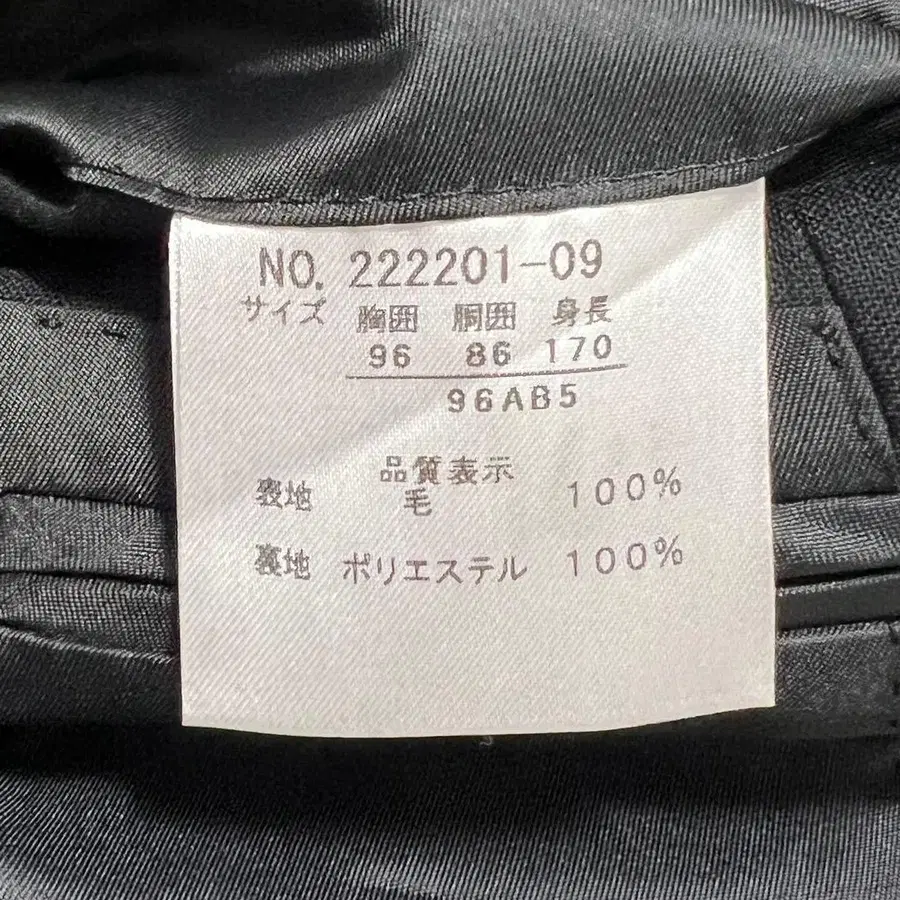 NO. 222201-09
サイズ 胸囲 胴囲 身長
96 86 170
96AB5
品質表示
表地 毛 100%
裏地 ポリエステル 100%